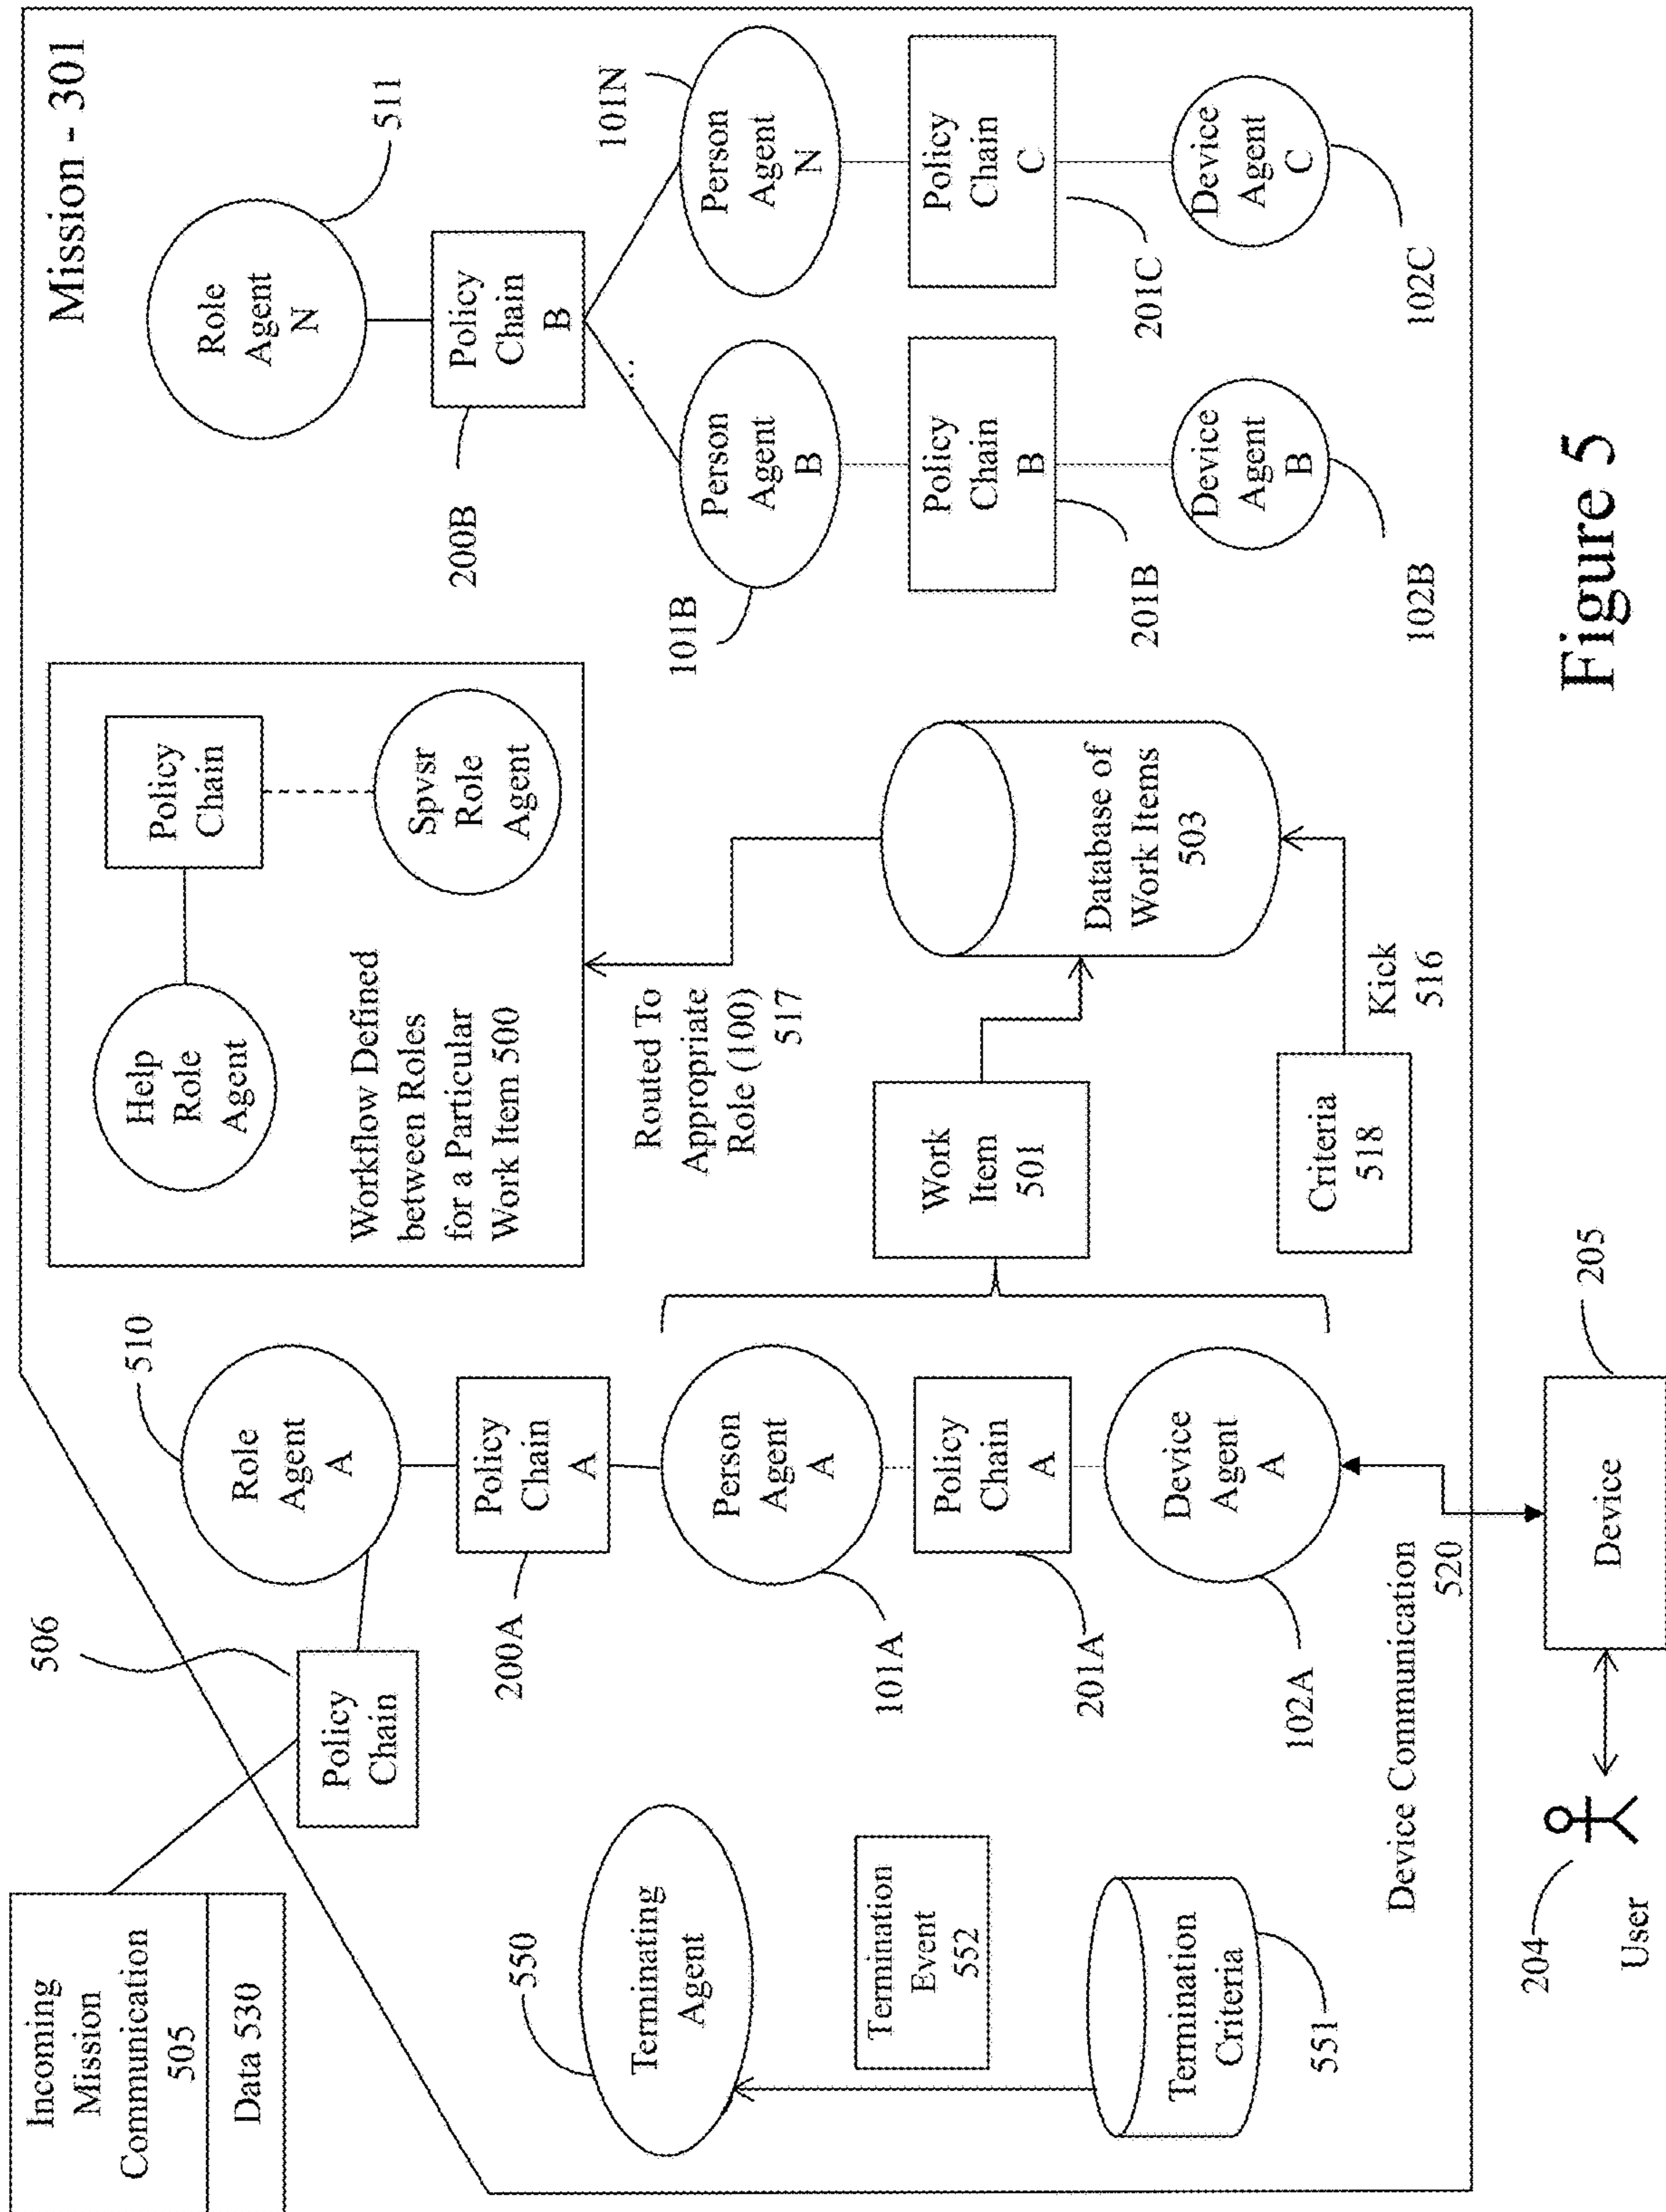 Incoming
Mission
Communication
505
Data 530
Mission - 301
506
Policy
Chain
510
Role
Agent
A
200A
Policy
Chain
A
101A
Person
Agent
A
201A
Policy
Chain
A
102A
Device
Agent
A
550
Terminating
Agent
Termination
Event
552
Termination
Criteria
551
Device Communication
520
Help
Role
Agent
Policy
Chain
Spvsr
Role
Agent
Workflow Defined
between Roles
for a Particular
Work Item 500
Routed To
Appropriate
Role (100)
517
Work
Item
501
Database of
Work Items
503
Criteria
518
Kick
516
511
Role
Agent
N
200B
Policy
Chain
B
...
101B
Person
Agent
B
101N
Person
Agent
N
201B
Policy
Chain
B
201C
Policy
Chain
C
102B
Device
Agent
B
102C
Device
Agent
C
204
User
Device
205
Figure 5